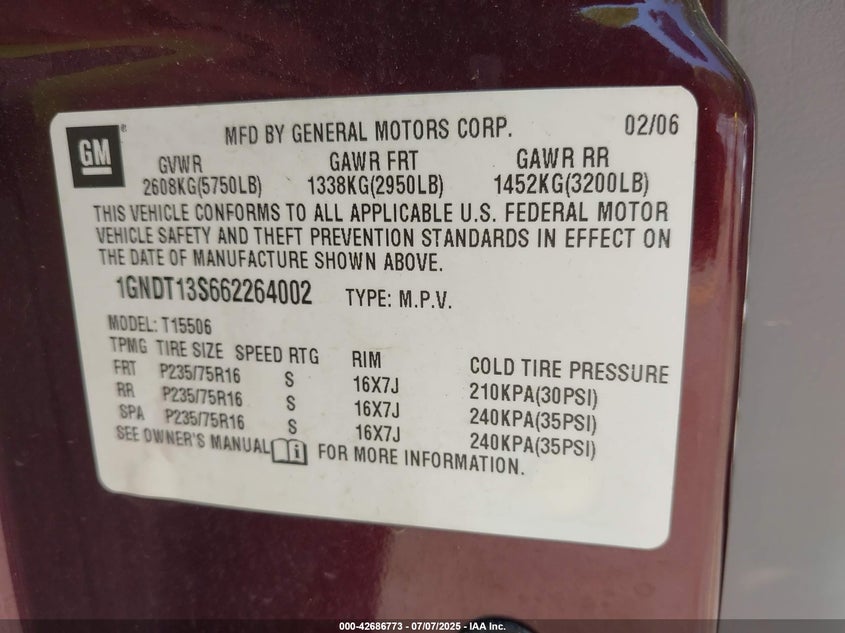 GM
MFD BY GENERAL MOTORS CORP. 02/06
GVWR GAWR FRT GAWR RR
2608KG(5750LB) 1338KG(2950LB) 1452KG(3200LB)
THIS VEHICLE CONFORMS TO ALL APPLICABLE U.S. FEDERAL MOTOR
VEHICLE SAFETY AND THEFT PREVENTION STANDARDS IN EFFECT ON
THE DATE OF MANUFACTURE SHOWN ABOVE.
1GNDT13S662264002 TYPE: M.P.V.
MODEL: T15506
TPMG TIRE SIZE SPEED RTG RIM COLD TIRE PRESSURE
FRT P235/75R16 S 16X7J 210KPA(30PSI)
RR P235/75R16 S 16X7J 240KPA(35PSI)
SPA P235/75R16 S 16X7J 240KPA(35PSI)
SEE OWNER'S MANUAL FOR MORE INFORMATION.
000-42686773 - 07/07/2025 - IAA Inc.